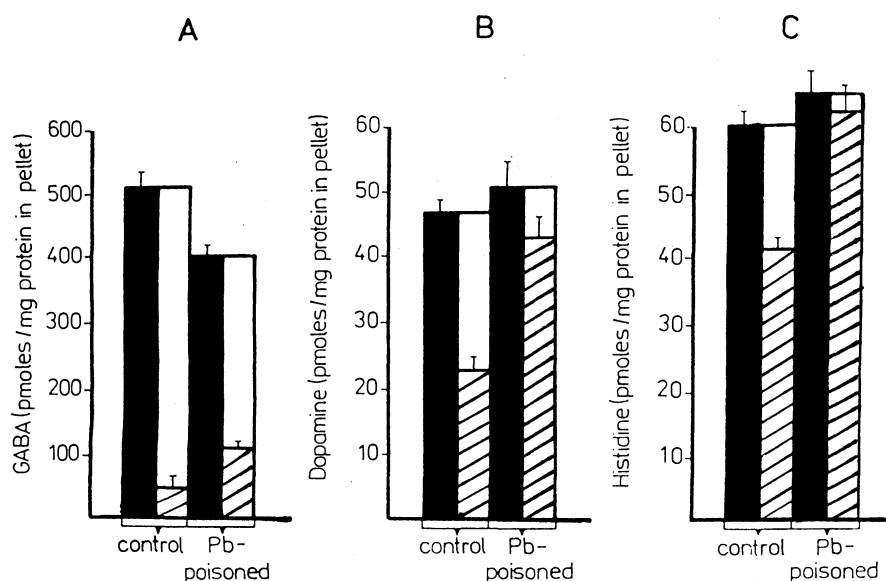 A
GABA (pmoles/mg protein in pellet)
600
500
400
300
200
100
control
Pb-
poisoned
B
Dopamine (pmoles/mg protein in pellet)
60
50
40
30
20
10
control
Pb-
poisoned
C
Histidine (pmoles/mg protein in pellet)
60
50
40
30
20
10
control
Pb-
poisoned